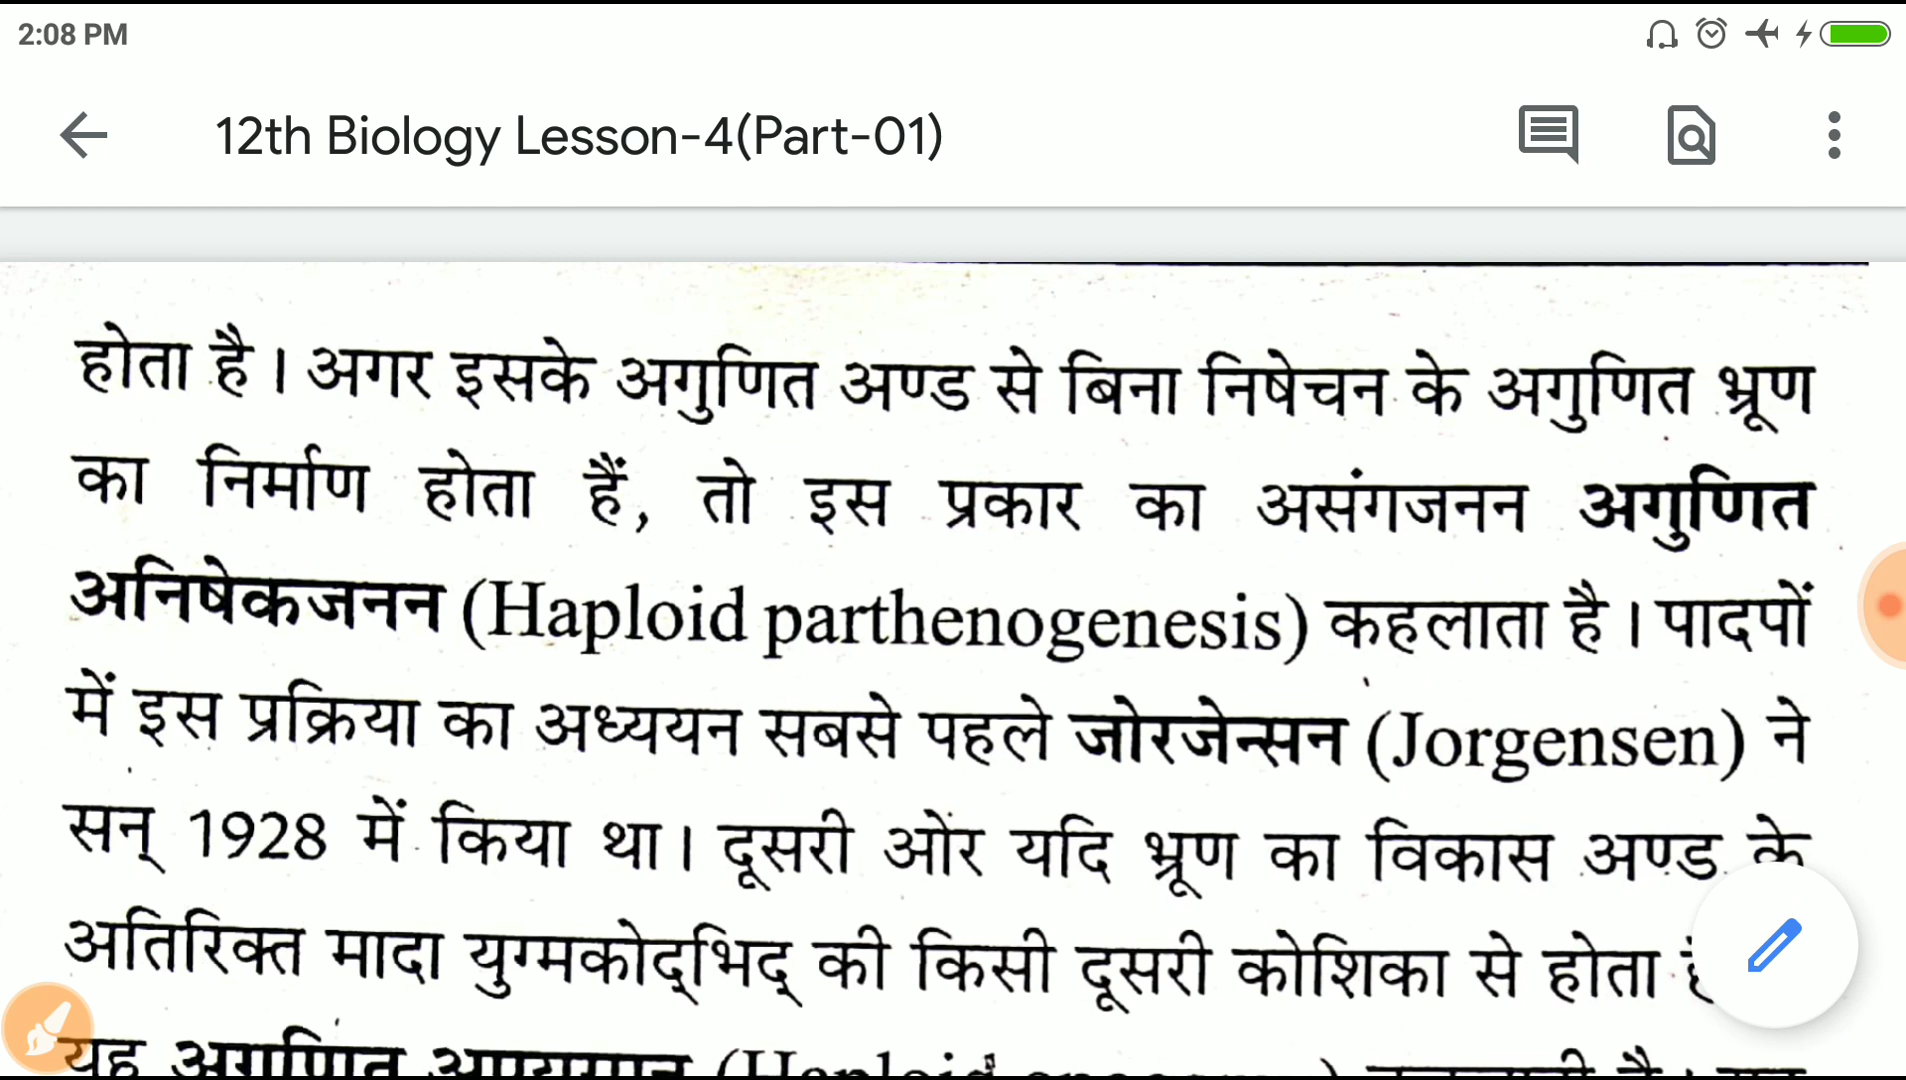 2:08 PM
12th Biology Lesson-4(Part-01)
होता है। अगर इसके अगुणित अण्ड से बिना निषेचन के अगुणित भ्रूण
का निर्माण होता हैं, तो इस प्रकार का असंगजनन अगुणित
अनिषेकजनन (Haploid parthenogenesis) कहलाता है। पादपों
में इस प्रक्रिया का अध्ययन सबसे पहले जोरजेन्सन (Jorgensen) ने
सन् 1928 में किया था। दूसरी ओर यदि भ्रूण का विकास अण्ड के
अतिरिक्त मादा युग्मकोद्भिद् की किसी दूसरी कोशिका से होता
यह अगुणित